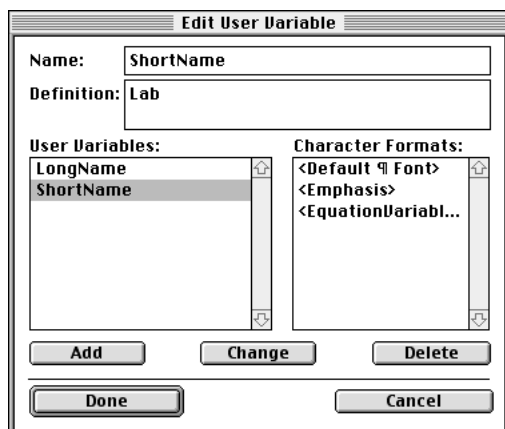 Edit User Variable
Name: ShortName
Definition: Lab
User Variables:
LongName
ShortName
Character Formats:
<Default ¶ Font>
<Emphasis>
<EquationVariabl...
Add Change Delete
Done Cancel